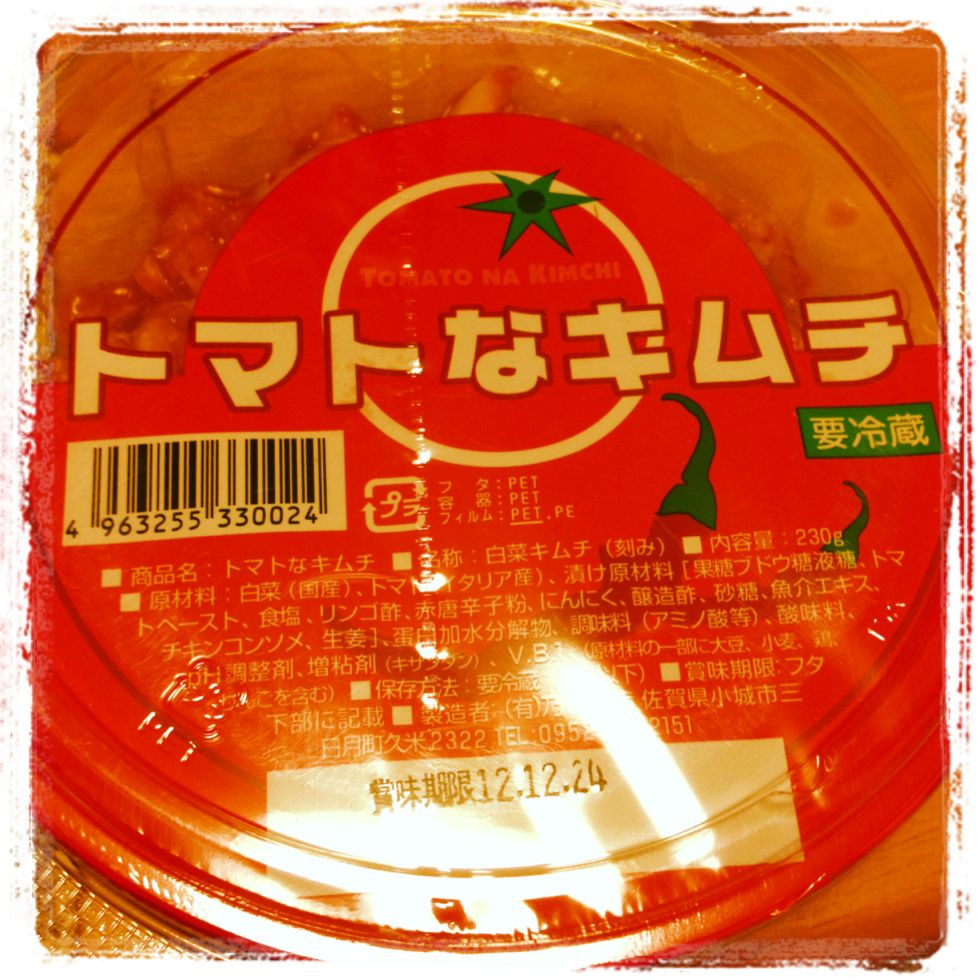 TOMATO NA KIMCHI
トマトなキムチ
要冷蔵
4 963255 330024
プラ
フタ:PET
容器:PET
フィルム:PET.PE
■商品名:トマトなキムチ ■名称:白菜キムチ(刻み) ■内容量:230g
■原材料:白菜(国産)、トマト(イタリア産)、漬け原材料[果糖ブドウ糖液糖、トマ
トペースト、食塩、リンゴ酢、赤唐辛子粉、にんにく、醸造酢、砂糖、魚介エキス、
チキンコンソメ、生姜]、蛋白加水分解物、調味料(アミノ酸等)、酸味料、
pH調整剤、増粘剤(キサンタン)、V.B1、(原材料の一部に大豆、小麦、
りんごを含む) ■保存方法:要冷蔵 下) ■賞味期限:フタ
下部に記載 ■製造者:(有) 佐賀県小城市三
日月町久米2322 TEL 0952 2151
賞味期限12.12.24